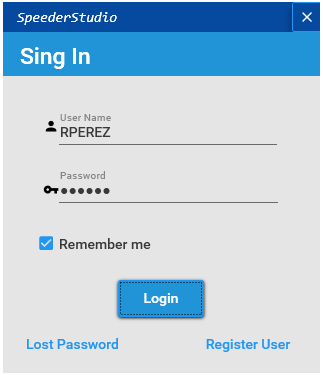 SpeederStudio
Sing In
User Name
RPEREZ
Password
●●●●●●
Remember me
Login
Lost Password
Register User